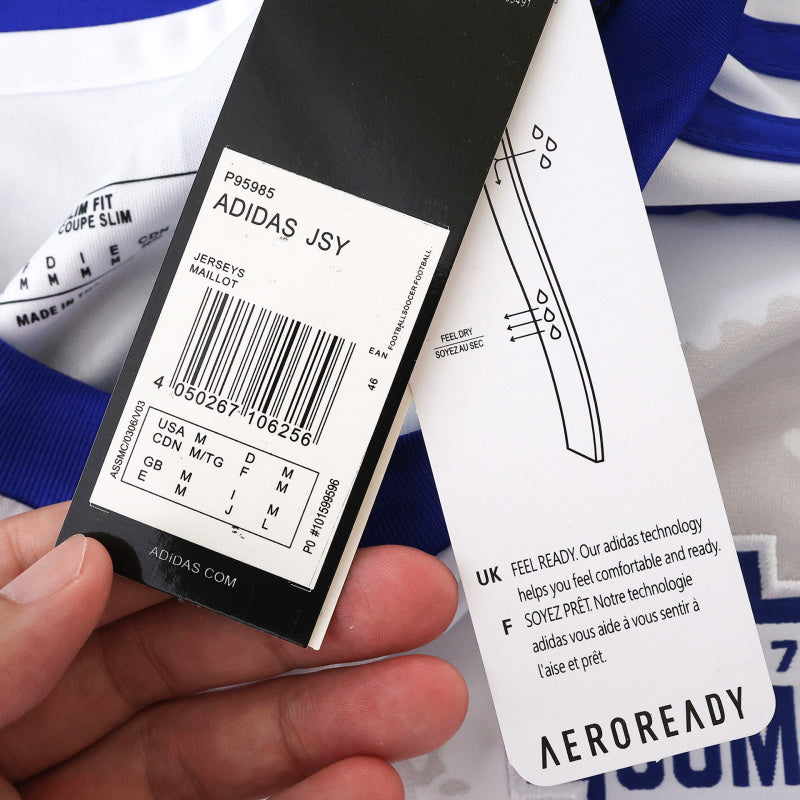 P95985
ADIDAS JSY
JERSEYS
MAILLOT
FOOTBALLSOCCER FOOTBALL
EAN
46
4 050267 106256
ASSMC/0306/V03
USA M D M
CDN M/TG F M
GB M I M
E M J L
PO #101599596
ADIDAS.COM
SLIM FIT
COUPE SLIM
F D I E CDN
M M M M
MADE IN
FEEL DRY
SOYEZ AU SEC
UK FEEL READY. Our adidas technology
helps you feel comfortable and ready.
F SOYEZ PRÊT. Notre technologie
adidas vous aide à vous sentir à
l'aise et prêt.
AEROREADY
7